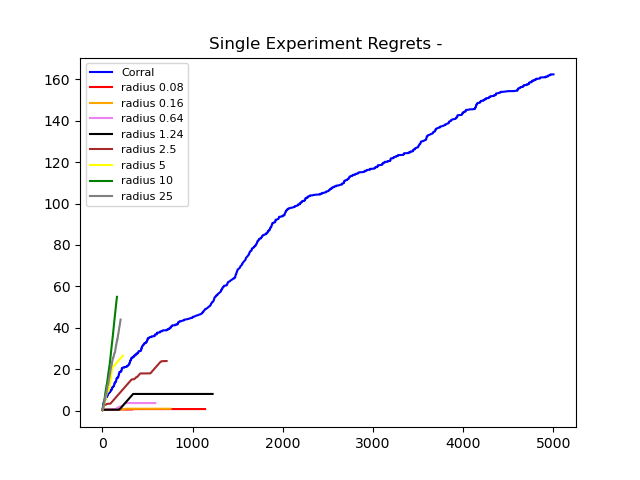 Single Experiment Regrets -
Corral
radius 0.08
radius 0.16
radius 0.64
radius 1.24
radius 2.5
radius 5
radius 10
radius 25
160
140
120
100
80
60
40
20
0
0 1000 2000 3000 4000 5000